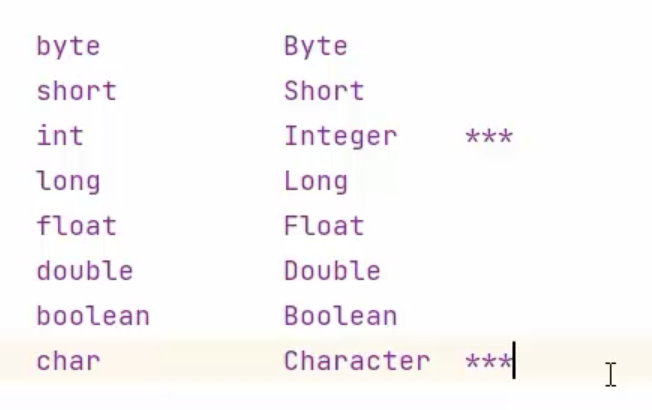 byte Byte
short Short
int Integer ***
long Long
float Float
double Double
boolean Boolean
char Character ***